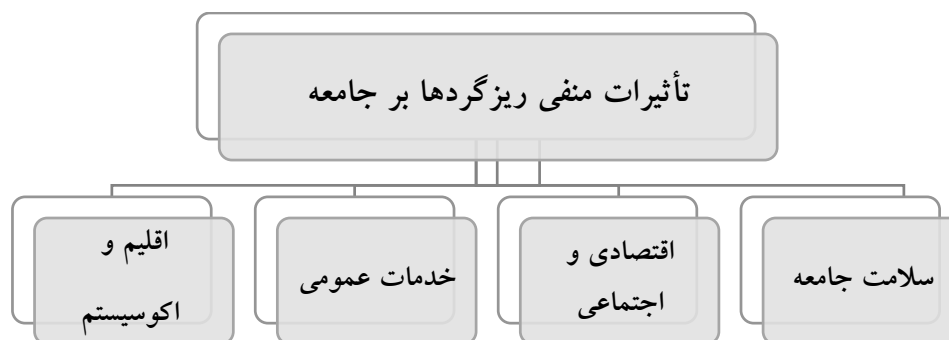 تأثیرات منفی ریزگردها بر جامعه
سلامت جامعه
اقتصادی و
اجتماعی
خدمات عمومی
اقلیم و
اکوسیستم